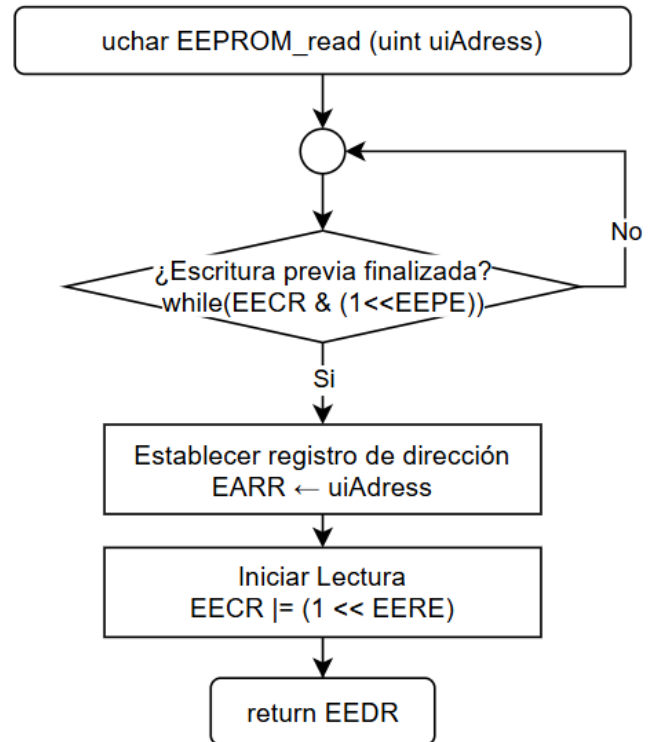 uchar EEPROM_read (uint uiAdress)
No
¿Escritura previa finalizada?
while(EECR & (1<<EEPE))
Si
Establecer registro de dirección
EARR ← uiAdress
Iniciar Lectura
EECR |= (1 << EERE)
return EEDR